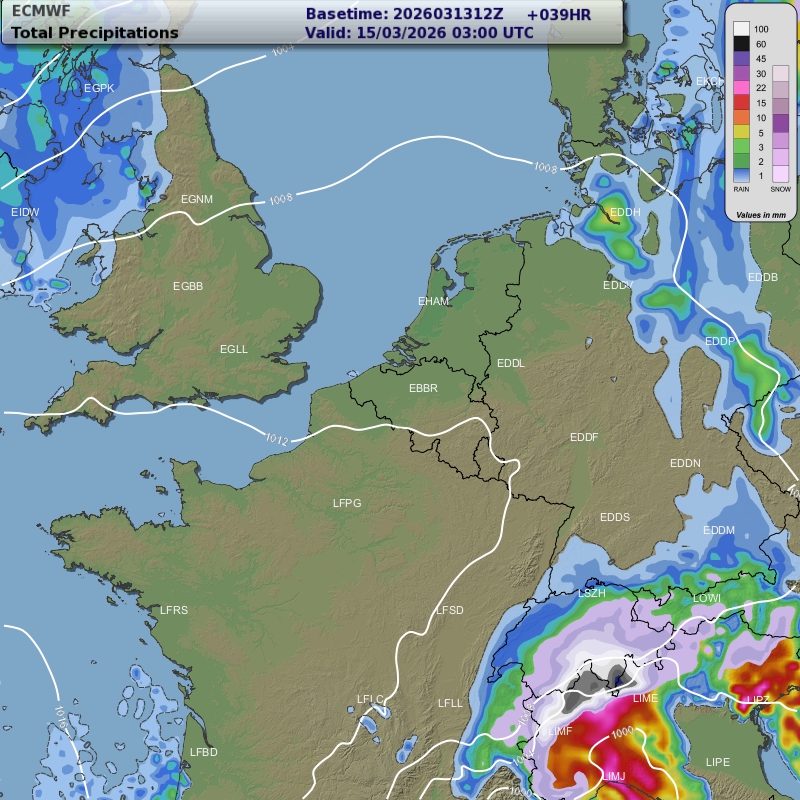 ECMWF
Basetime: 2026031312Z +039HR
Total Precipitations
Valid: 15/03/2026 03:00 UTC
100
60
45
30
22
15
10
5
3
2
1
RAIN
SNOW
Values in mm
1004
EGPK
1008
EGNM
1008
EIDW
EDDH
EGBB
EDDB
EHAM
EGLL
EDDP
EDDL
EBBR
1012
EDDF
EDDN
LFPG
EDDS
EDDM
LSZH
LOWI
LFRS
LFSD
LFLC
LFLL
LIME
LIPZ
1016
LIMF
1000
LFBD
LIPE
LIMJ